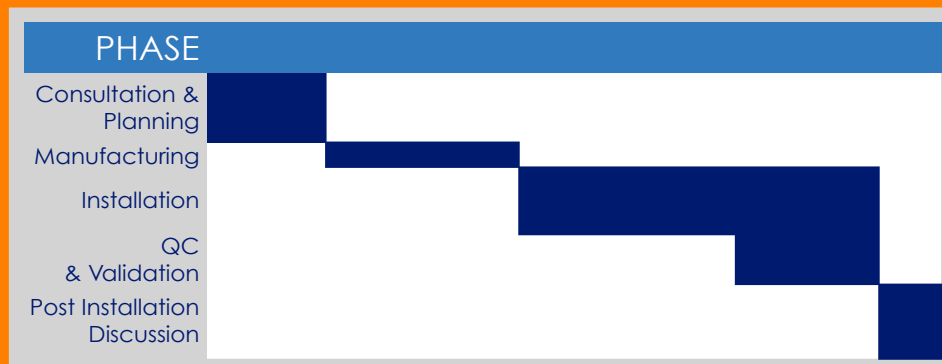 PHASE
Consultation &
Planning
Manufacturing
Installation
QC
& Validation
Post Installation
Discussion